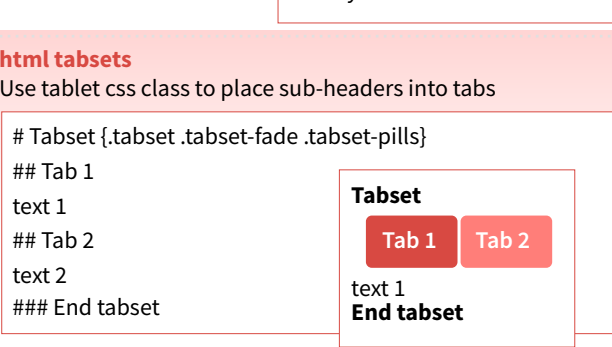 html tabsets
Use tablet css class to place sub-headers into tabs
# Tabset {.tabset .tabset-fade .tabset-pills}
## Tab 1
text 1
## Tab 2
text 2
### End tabset
Tabset
Tab 1 Tab 2
text 1
End tabset